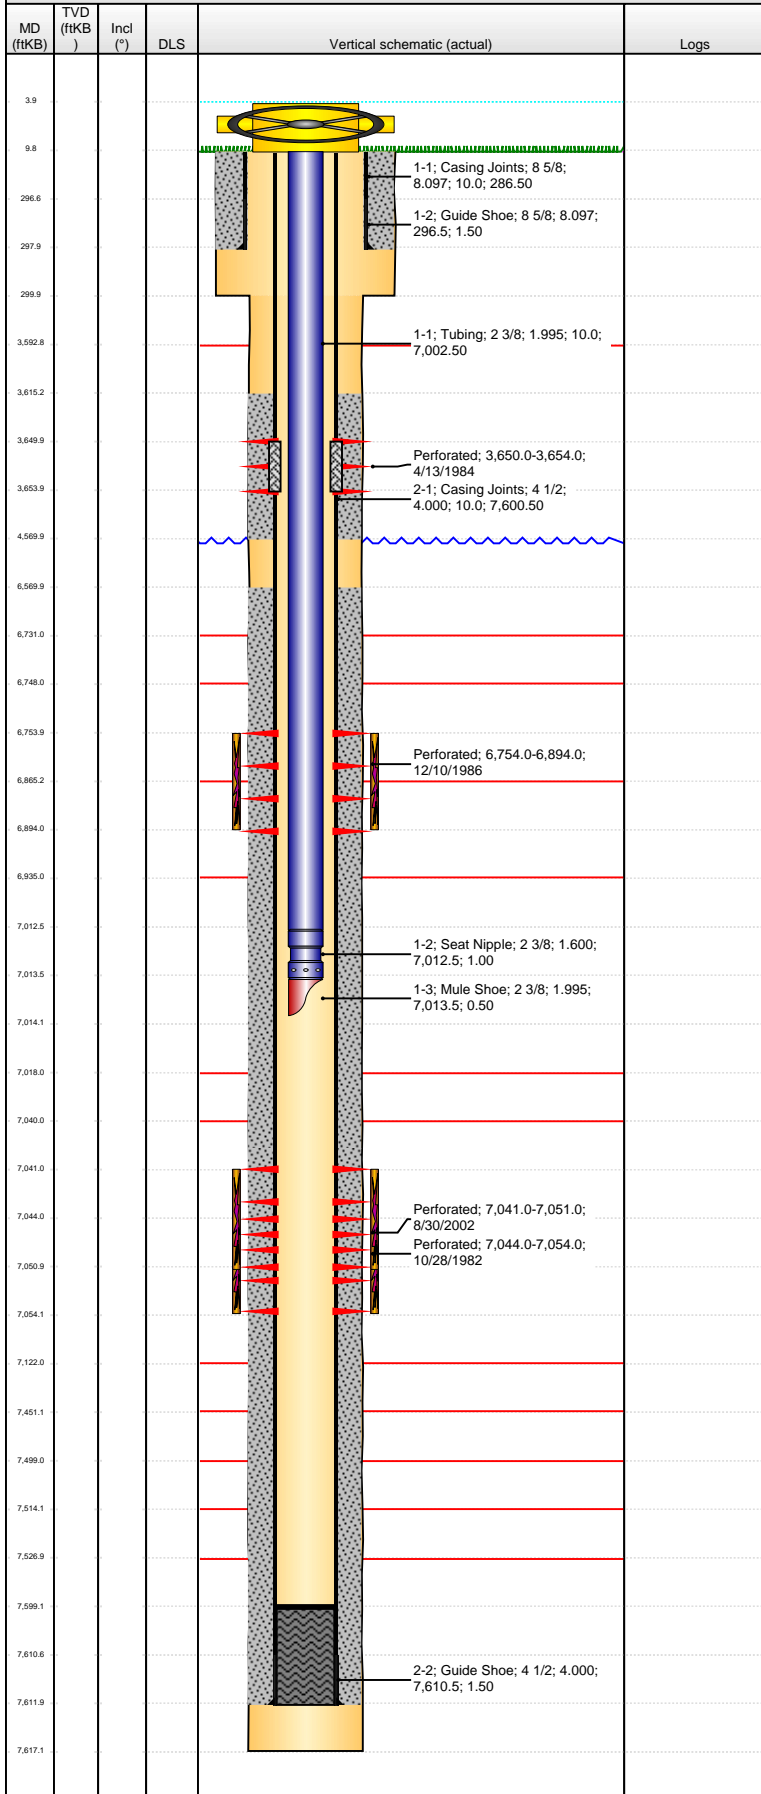 MD
(ftKB)
TVD
(ftKB
)
Incl
(°)
DLS
Vertical schematic (actual)
Logs
3.9
9.8
1-1; Casing Joints; 8 5/8;
8.097; 10.0; 286.50
296.6
1-2; Guide Shoe; 8 5/8; 8.097;
296.5; 1.50
297.9
299.9
1-1; Tubing; 2 3/8; 1.995; 10.0;
7,002.50
3,592.8
3,615.2
3,649.9
Perforated; 3,650.0-3,654.0;
4/13/1984
3,653.9
2-1; Casing Joints; 4 1/2;
4.000; 10.0; 7,600.50
4,569.9
6,569.9
6,731.0
6,748.0
6,753.9
Perforated; 6,754.0-6,894.0;
12/10/1986
6,865.2
6,894.0
6,935.0
7,012.5
1-2; Seat Nipple; 2 3/8; 1.600;
7,012.5; 1.00
7,013.5
1-3; Mule Shoe; 2 3/8; 1.995;
7,013.5; 0.50
7,014.1
7,018.0
7,040.0
7,041.0
Perforated; 7,041.0-7,051.0;
8/30/2002
7,044.0
Perforated; 7,044.0-7,054.0;
10/28/1982
7,050.9
7,054.1
7,122.0
7,451.1
7,499.0
7,514.1
7,526.9
7,599.1
7,610.6
2-2; Guide Shoe; 4 1/2; 4.000;
7,610.5; 1.50
7,611.9
7,617.1